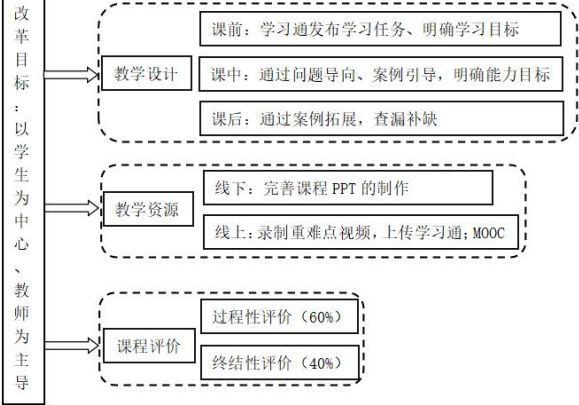 改革目标：以学生为中心、教师为主导
教学设计
课前：学习通发布学习任务、明确学习目标
课中：通过问题导向、案例引导，明确能力目标
课后：通过案例拓展，查漏补缺
教学资源
线下：完善课程PPT的制作
线上：录制重难点视频，上传学习通；MOOC
课程评价
过程性评价（60%）
终结性评价（40%）